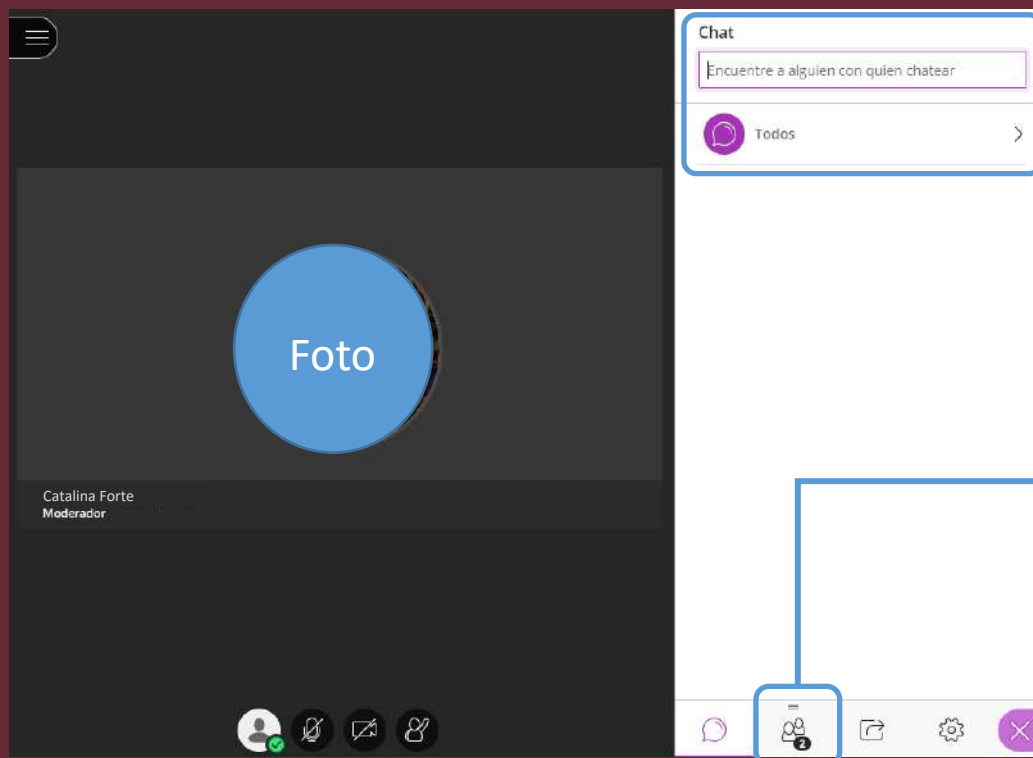 Chat
Encuentre a alguien con quien chatear
Todos
Foto
Catalina Forte
Moderador
2